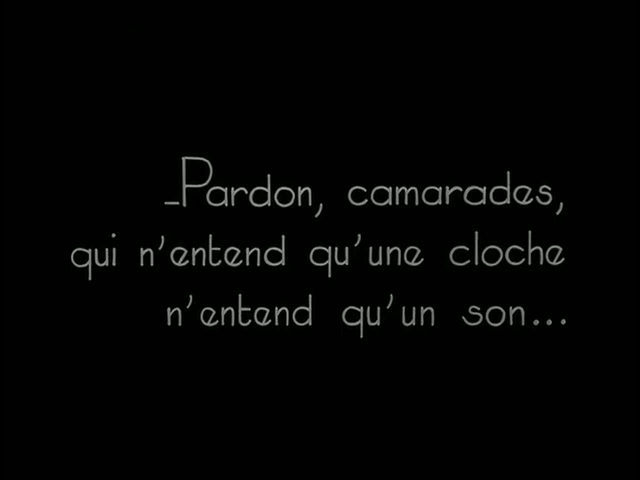 –Pardon, camarades,
qui n'entend qu'une cloche
n'entend qu'un son...